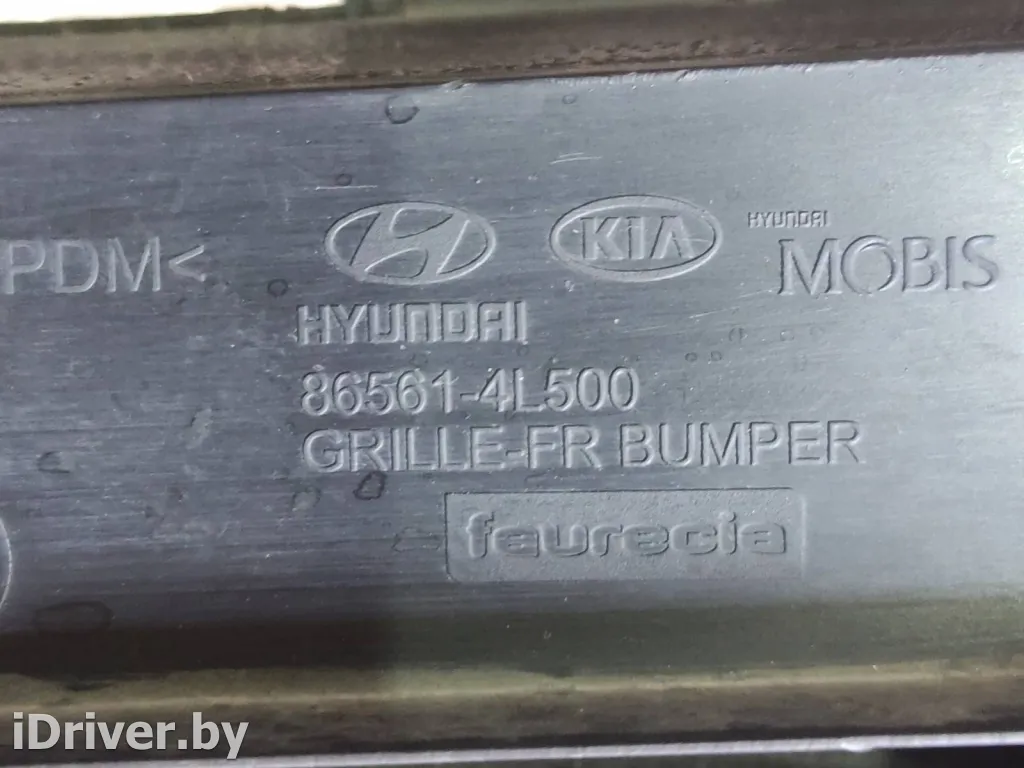 PDM< KIA HYUNDAI MOBIS
HYUNDAI
86561-4L500
GRILLE-FR BUMPER
faurecia
iDriver.by